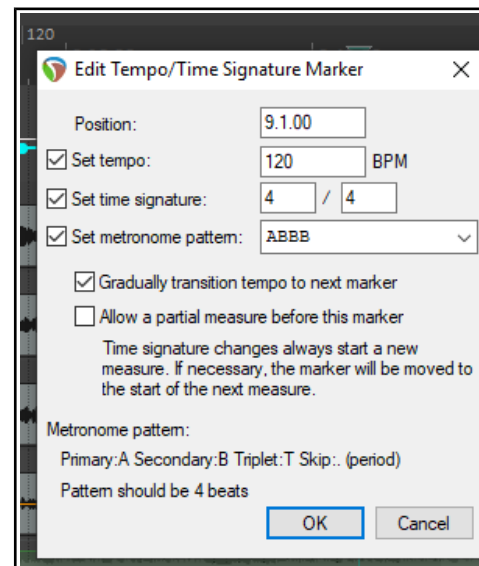 120
Edit Tempo/Time Signature Marker
Position: 9.1.00
Set tempo: 120 BPM
Set time signature: 4 / 4
Set metronome pattern: ABBB
Gradually transition tempo to next marker
Allow a partial measure before this marker
Time signature changes always start a new
measure. If necessary, the marker will be moved to
the start of the next measure.
Metronome pattern:
Primary:A Secondary:B Triplet:T Skip:. (period)
Pattern should be 4 beats
OK Cancel